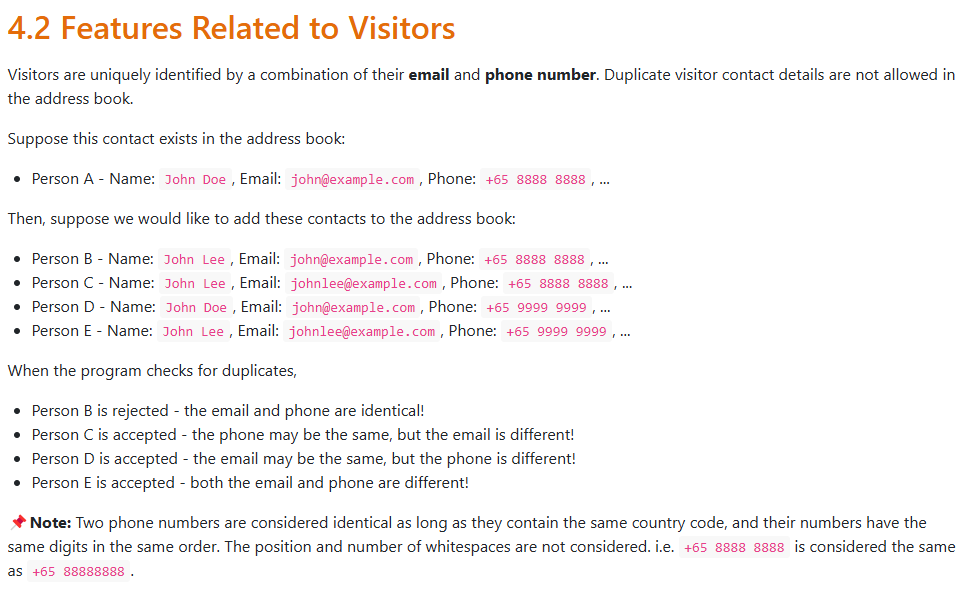 4.2 Features Related to Visitors
Visitors are uniquely identified by a combination of their email and phone number. Duplicate visitor contact details are not allowed in
the address book.
Suppose this contact exists in the address book:
• Person A - Name: John Doe , Email: john@example.com , Phone: +65 8888 8888 , ...
Then, suppose we would like to add these contacts to the address book:
• Person B - Name: John Lee , Email: john@example.com , Phone: +65 8888 8888 , ...
• Person C - Name: John Lee , Email: johnlee@example.com , Phone: +65 8888 8888 , ...
• Person D - Name: John Doe , Email: john@example.com , Phone: +65 9999 9999 , ...
• Person E - Name: John Lee , Email: johnlee@example.com , Phone: +65 9999 9999 , ...
When the program checks for duplicates,
• Person B is rejected - the email and phone are identical!
• Person C is accepted - the phone may be the same, but the email is different!
• Person D is accepted - the email may be the same, but the phone is different!
• Person E is accepted - both the email and phone are different!
📌 Note: Two phone numbers are considered identical as long as they contain the same country code, and their numbers have the
same digits in the same order. The position and number of whitespaces are not considered. i.e. +65 8888 8888 is considered the same
as +65 88888888 .